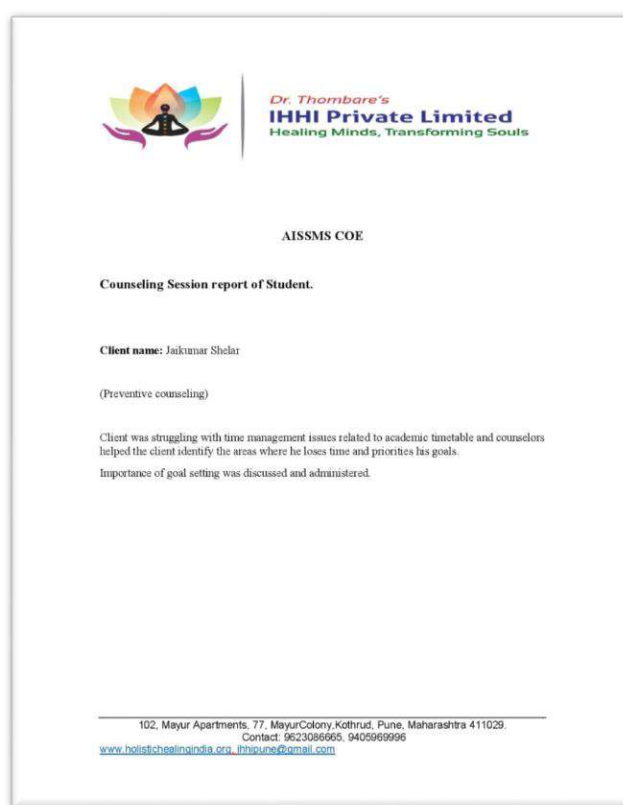 Dr. Thombare's
IHHI Private Limited
Healing Minds, Transforming Souls
AISSMS COE
Counseling Session report of Student.
Client name: Jaikumar Shelar
(Preventive counseling)
Client was struggling with time management issues related to academic timetable and counselors
helped the client identify the areas where he loses time and priorities his goals.
Importance of goal setting was discussed and administered.
102, Mayur Apartments, 77, MayurColony,Kothrud, Pune, Maharashtra 411029.
Contact: 9623086665, 9405969996
www.holistichealingindia.org, ihhipune@gmail.com